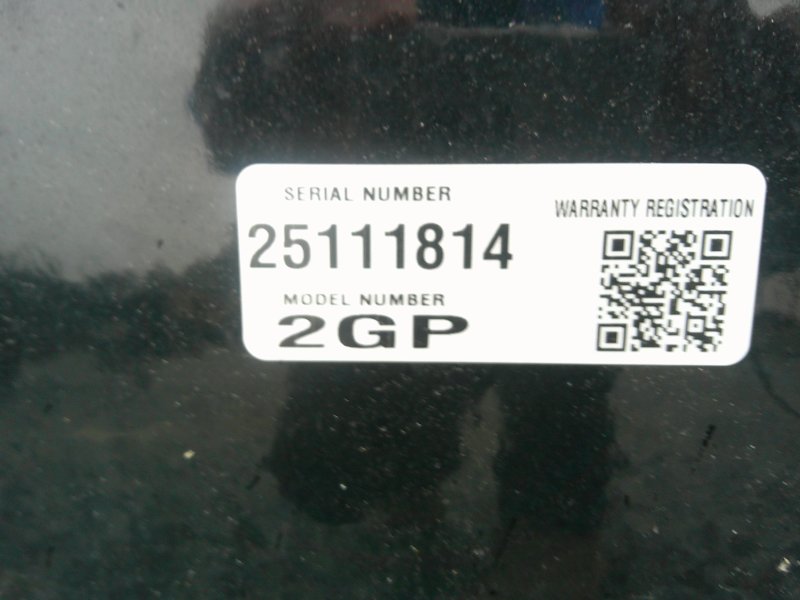 SERIAL NUMBER
25111814
MODEL NUMBER
2GP
WARRANTY REGISTRATION